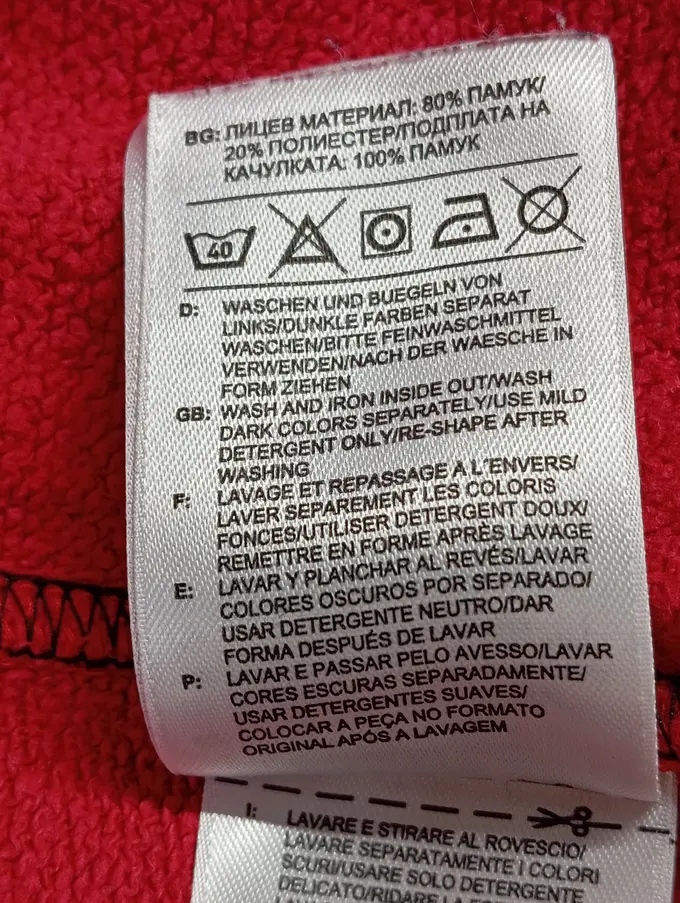 BG: ЛИЦЕВ МАТЕРИАЛ: 80% ПАМУК/
20% ПОЛИЕСТЕР/ПОДПЛАТА НА
КАЧУЛКАТА: 100% ПАМУК
40
D: WASCHEN UND BUEGELN VON
LINKS/DUNKLE FARBEN SEPARAT
WASCHEN/BITTE FEINWASCHMITTEL
VERWENDEN/NACH DER WAESCHE IN
FORM ZIEHEN
GB: WASH AND IRON INSIDE OUT/WASH
DARK COLORS SEPARATELY/USE MILD
DETERGENT ONLY/RE-SHAPE AFTER
WASHING
F: LAVAGE ET REPASSAGE A L'ENVERS/
LAVER SEPAREMENT LES COLORIS
FONCES/UTILISER DETERGENT DOUX/
REMETTRE EN FORME APRÈS LAVAGE
E: LAVAR Y PLANCHAR AL REVÉS/LAVAR
COLORES OSCUROS POR SEPARADO/
USAR DETERGENTE NEUTRO/DAR
FORMA DESPUÉS DE LAVAR
P: LAVAR E PASSAR PELO AVESSO/LAVAR
CORES ESCURAS SEPARADAMENTE/
USAR DETERGENTES SUAVES/
COLOCAR A PEÇA NO FORMATO
ORIGINAL APÓS A LAVAGEM
I: LAVARE E STIRARE AL ROVESCIO/
LAVARE SEPARATAMENTE I COLORI
SCURI/USARE SOLO DETERGENTE
DELICATO/RIDARE LA